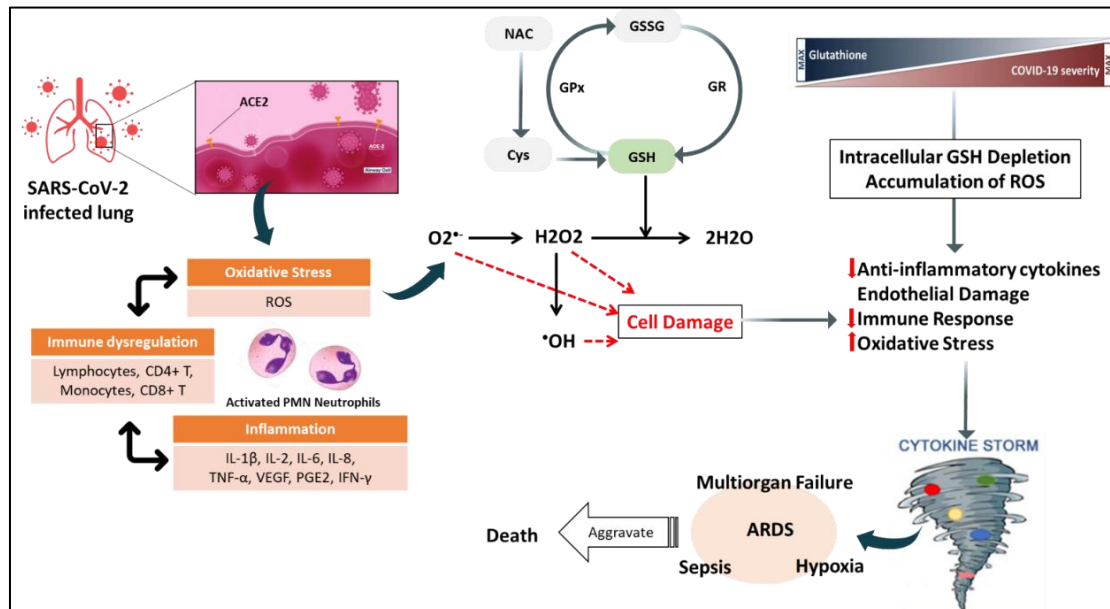 ACE2
ACE-2
Airway Cell
SARS-CoV-2
infected lung
Oxidative Stress
ROS
Immune dysregulation
Lymphocytes, CD4+ T,
Monocytes, CD8+ T
Activated PMN Neutrophils
Inflammation
IL-1β, IL-2, IL-6, IL-8,
TNF-α, VEGF, PGE2, IFN-γ
NAC
GSSG
GPx
GR
Cys
GSH
O2•-
H2O2
2H2O
•OH
Cell Damage
MAX
Glutathione
COVID-19 severity
MAX
Intracellular GSH Depletion
Accumulation of ROS
Anti-inflammatory cytokines
Endothelial Damage
Immune Response
Oxidative Stress
CYTOKINE STORM
Multiorgan Failure
ARDS
Sepsis
Hypoxia
Aggravate
Death